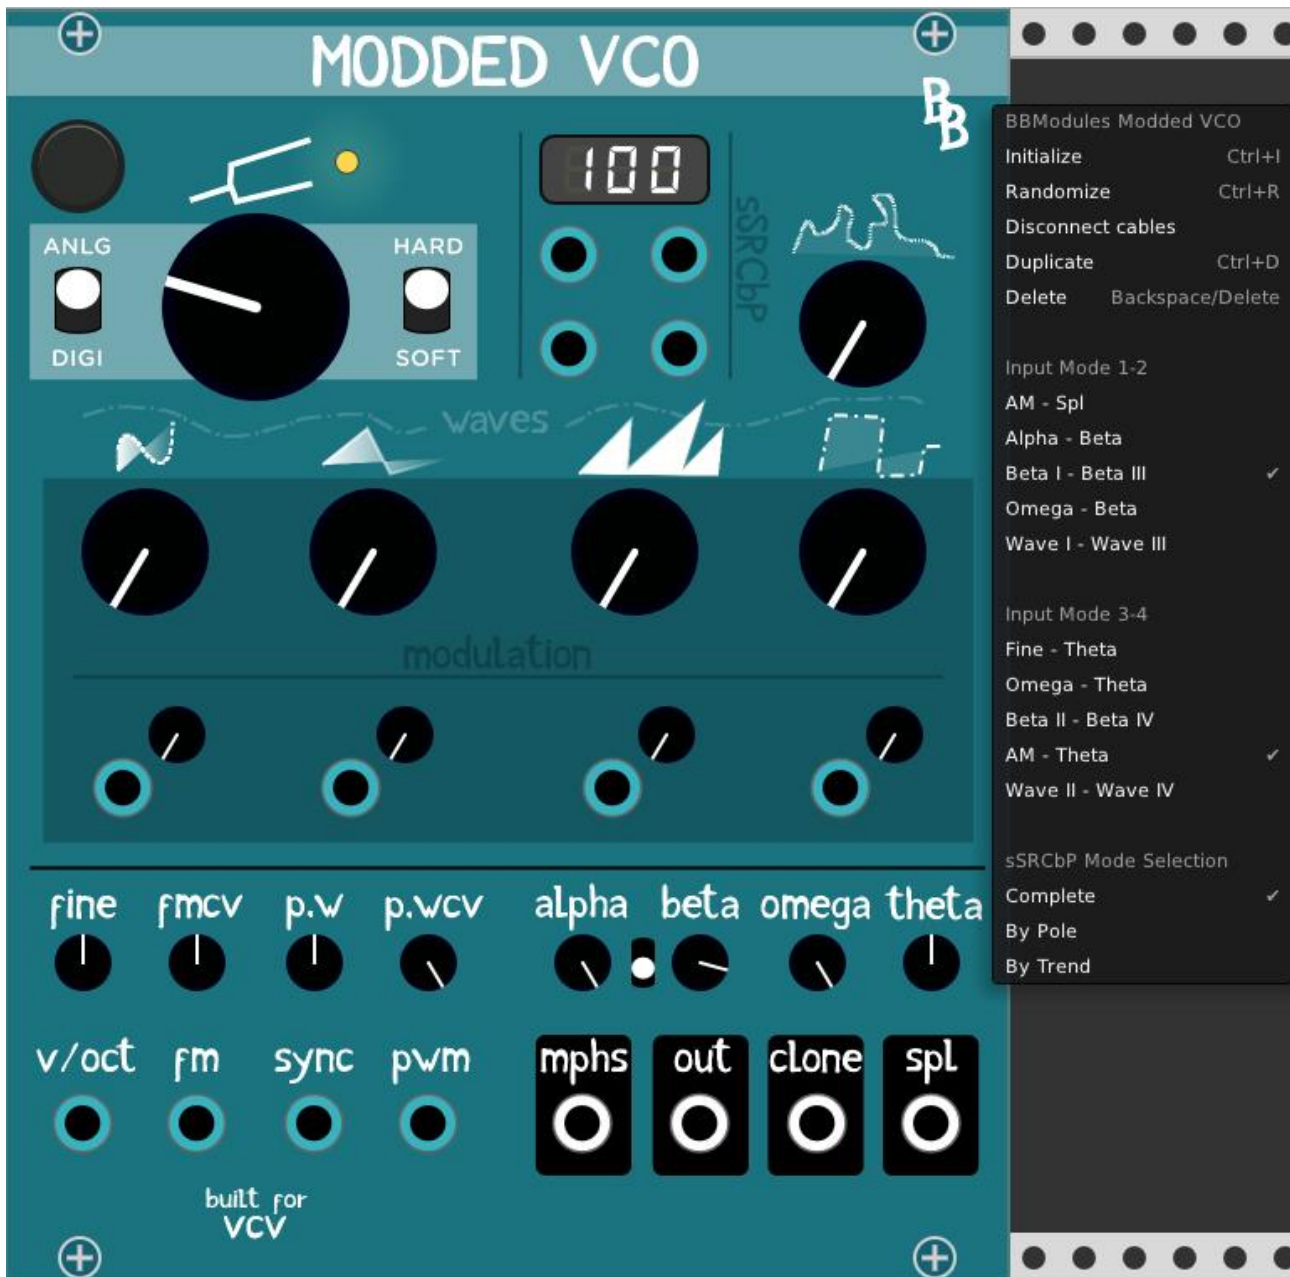 MODDED VCO
BB
100
sSRCbP
ANLG
HARD
DIGI
SOFT
waves
modulation
fine fmcv p.w p.wcv alpha beta omega theta
v/oct fm sync pwm mphs out clone spl
built for
VCV
BBModules Modded VCO
Initialize Ctrl+I
Randomize Ctrl+R
Disconnect cables
Duplicate Ctrl+D
Delete Backspace/Delete
Input Mode 1-2
AM - Spl
Alpha - Beta
Beta I - Beta III ✔
Omega - Beta
Wave I - Wave III
Input Mode 3-4
Fine - Theta
Omega - Theta
Beta II - Beta IV
AM - Theta ✔
Wave II - Wave IV
sSRCbP Mode Selection
Complete ✔
By Pole
By Trend